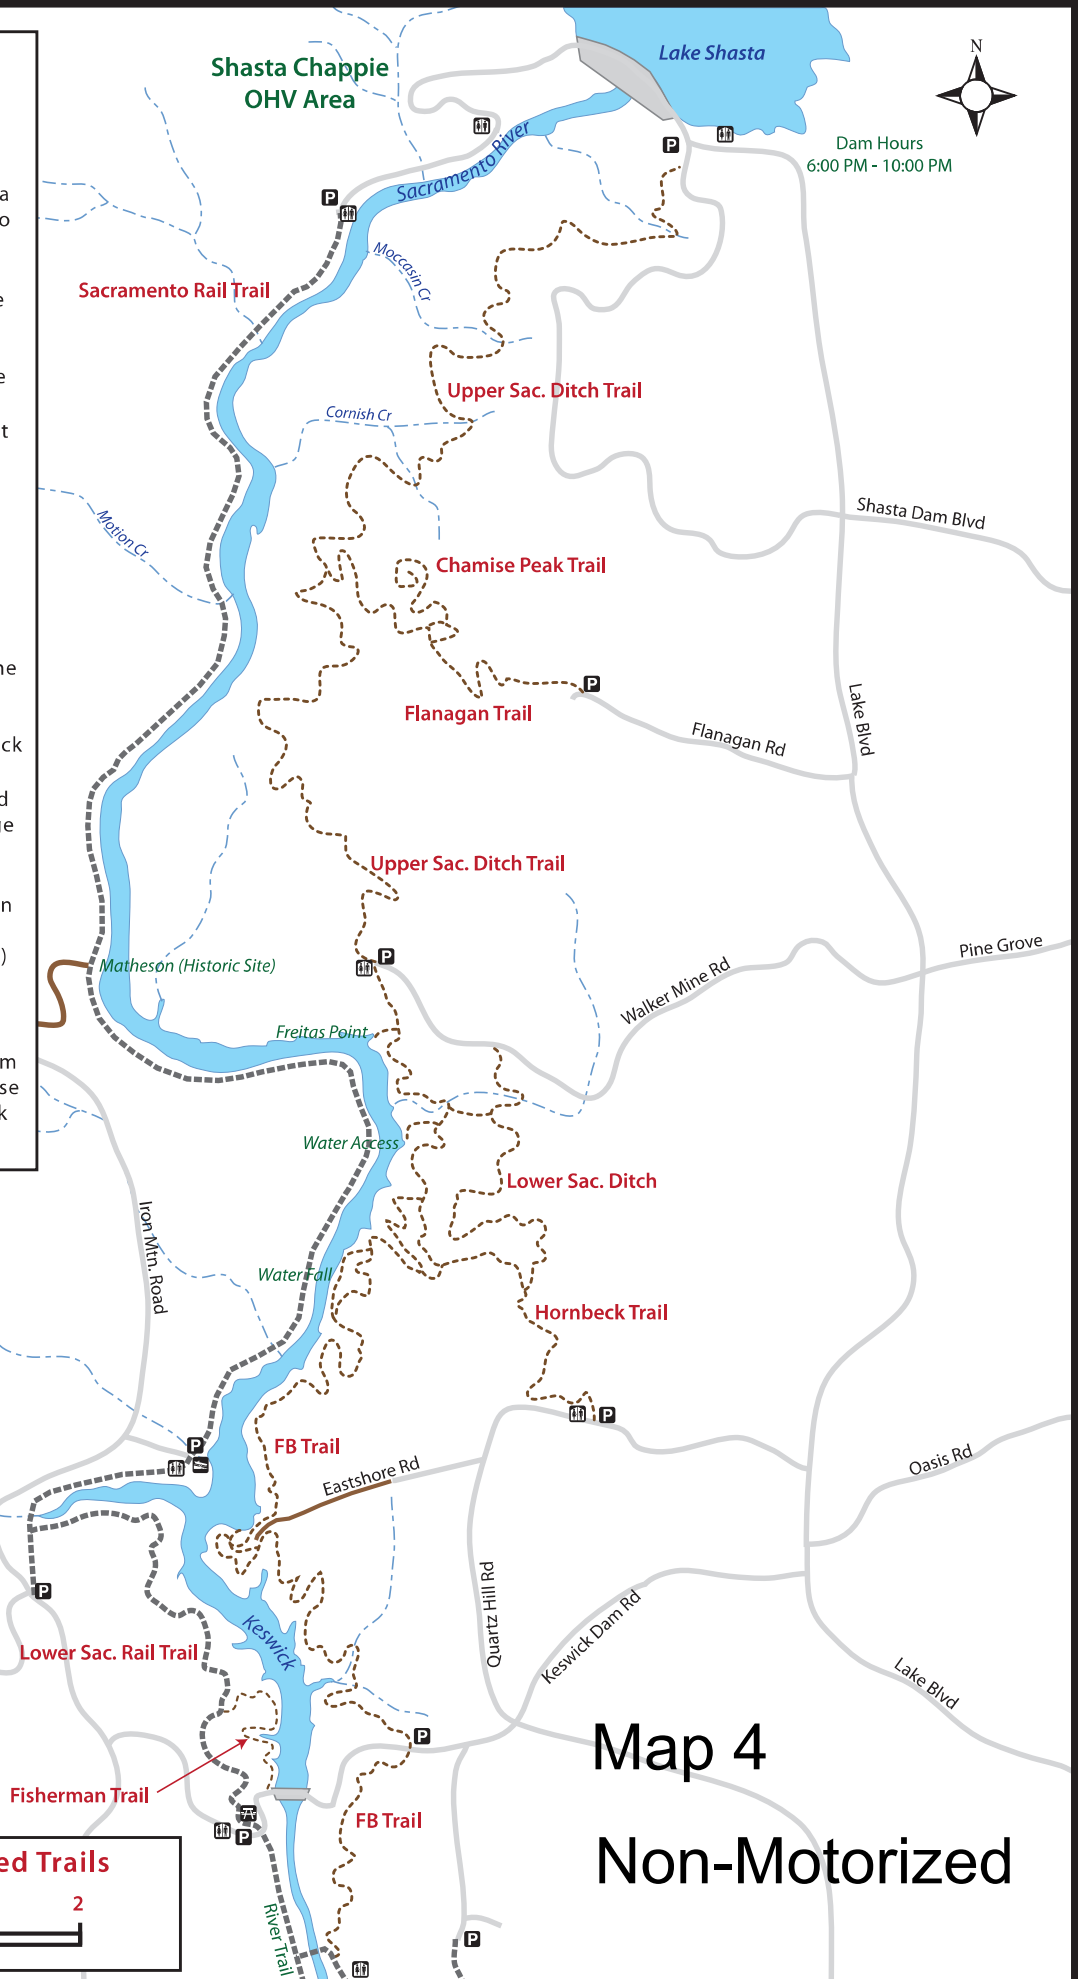 Shasta Chappie
OHV Area
Lake Shasta
N
Dam Hours
6:00 PM - 10:00 PM
P
Sacramento River
P
a
o
Moccasin Cr
Sacramento Rail Trail
e
e
Upper Sac. Ditch Trail
Cornish Cr
t
Motion Cr
Shasta Dam Blvd
Chamise Peak Trail
ne
P
Flanagan Trail
Lake Blvd
Flanagan Rd
ck
d
ge
Upper Sac. Ditch Trail
n
Pine Grove
)
P
Matheson (Historic Site)
Walker Mine Rd
Freitas Point
m
se
k
Water Access
Lower Sac. Ditch
Iron Mtn. Road
Water Fall
Hornbeck Trail
P
P
FB Trail
Eastshore Rd
Oasis Rd
P
Quartz Hill Rd
Keswick Dam Rd
Keswick
Lower Sac. Rail Trail
Lake Blvd
P
Map 4
Fisherman Trail
P
FB Trail
Non-Motorized
ed Trails
2
River Trail
P